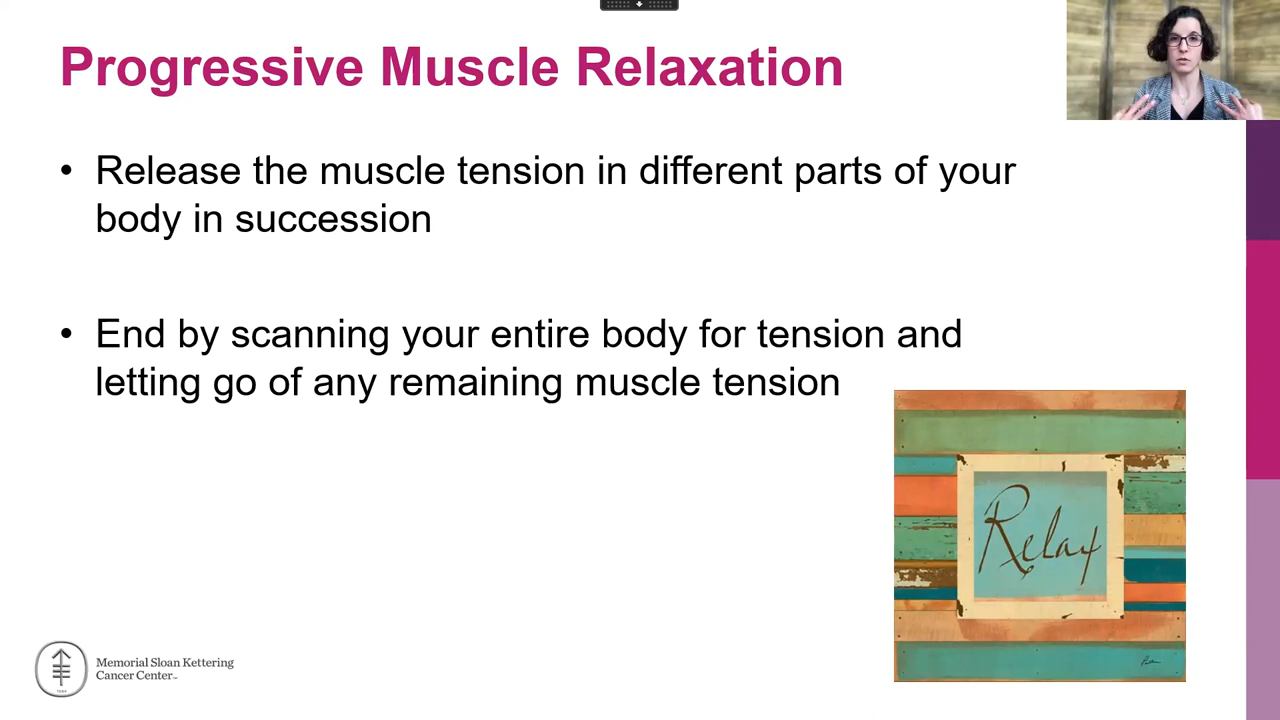 Progressive Muscle Relaxation
• Release the muscle tension in different parts of your
body in succession
• End by scanning your entire body for tension and
letting go of any remaining muscle tension
Relax
Memorial Sloan Kettering
Cancer Center